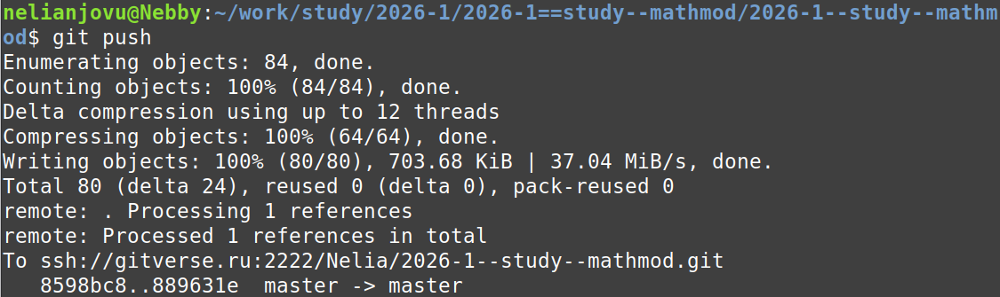 nelianjovu@Nebby:~/work/study/2026-1/2026-1==study--mathmod/2026-1--study--mathm
od$ git push
Enumerating objects: 84, done.
Counting objects: 100% (84/84), done.
Delta compression using up to 12 threads
Compressing objects: 100% (64/64), done.
Writing objects: 100% (80/80), 703.68 KiB | 37.04 MiB/s, done.
Total 80 (delta 24), reused 0 (delta 0), pack-reused 0
remote: . Processing 1 references
remote: Processed 1 references in total
To ssh://gitverse.ru:2222/Nelia/2026-1--study--mathmod.git
   8598bc8..889631e  master -> master